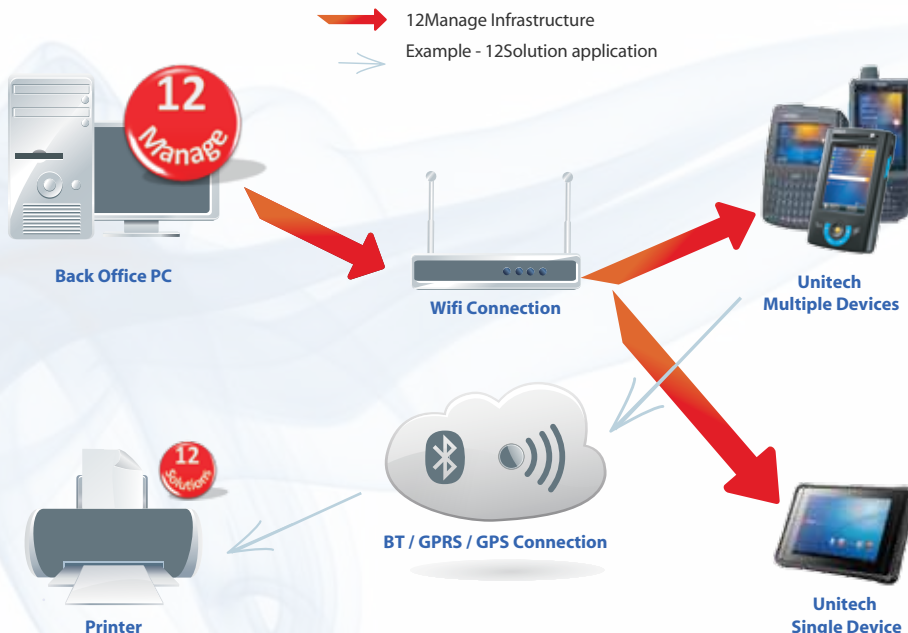 12Manage Infrastructure
Example - 12Solution application
12
Manage
Back Office PC
Wifi Connection
Unitech
Multiple Devices
12
Solutions
BT / GPRS / GPS Connection
Printer
Unitech
Single Device